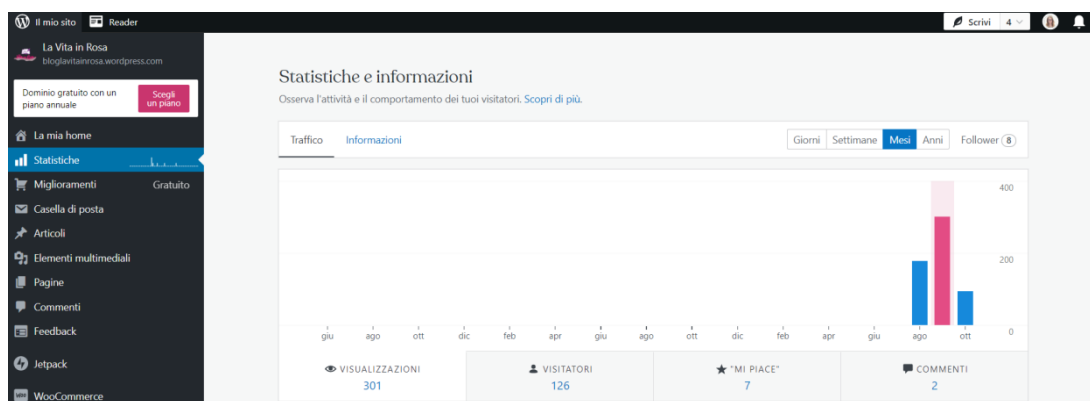 Il mio sito Reader Scrivi 4
La Vita in Rosa
bloglavitainrosa.wordpress.com
Dominio gratuito con un
piano annuale
Scegli
un piano
La mia home
Statistiche
Miglioramenti Gratuito
Casella di posta
Articoli
Elementi multimediali
Pagine
Commenti
Feedback
Jetpack
WooCommerce
Statistiche e informazioni
Osserva l'attività e il comportamento dei tuoi visitatori. Scopri di più.
Traffico Informazioni Giorni Settimane Mesi Anni Follower 8
400
200
0
giu ago ott dic feb apr giu ago ott dic feb apr giu ago ott
VISUALIZZAZIONI VISITATORI "MI PIACE" COMMENTI
301 126 7 2